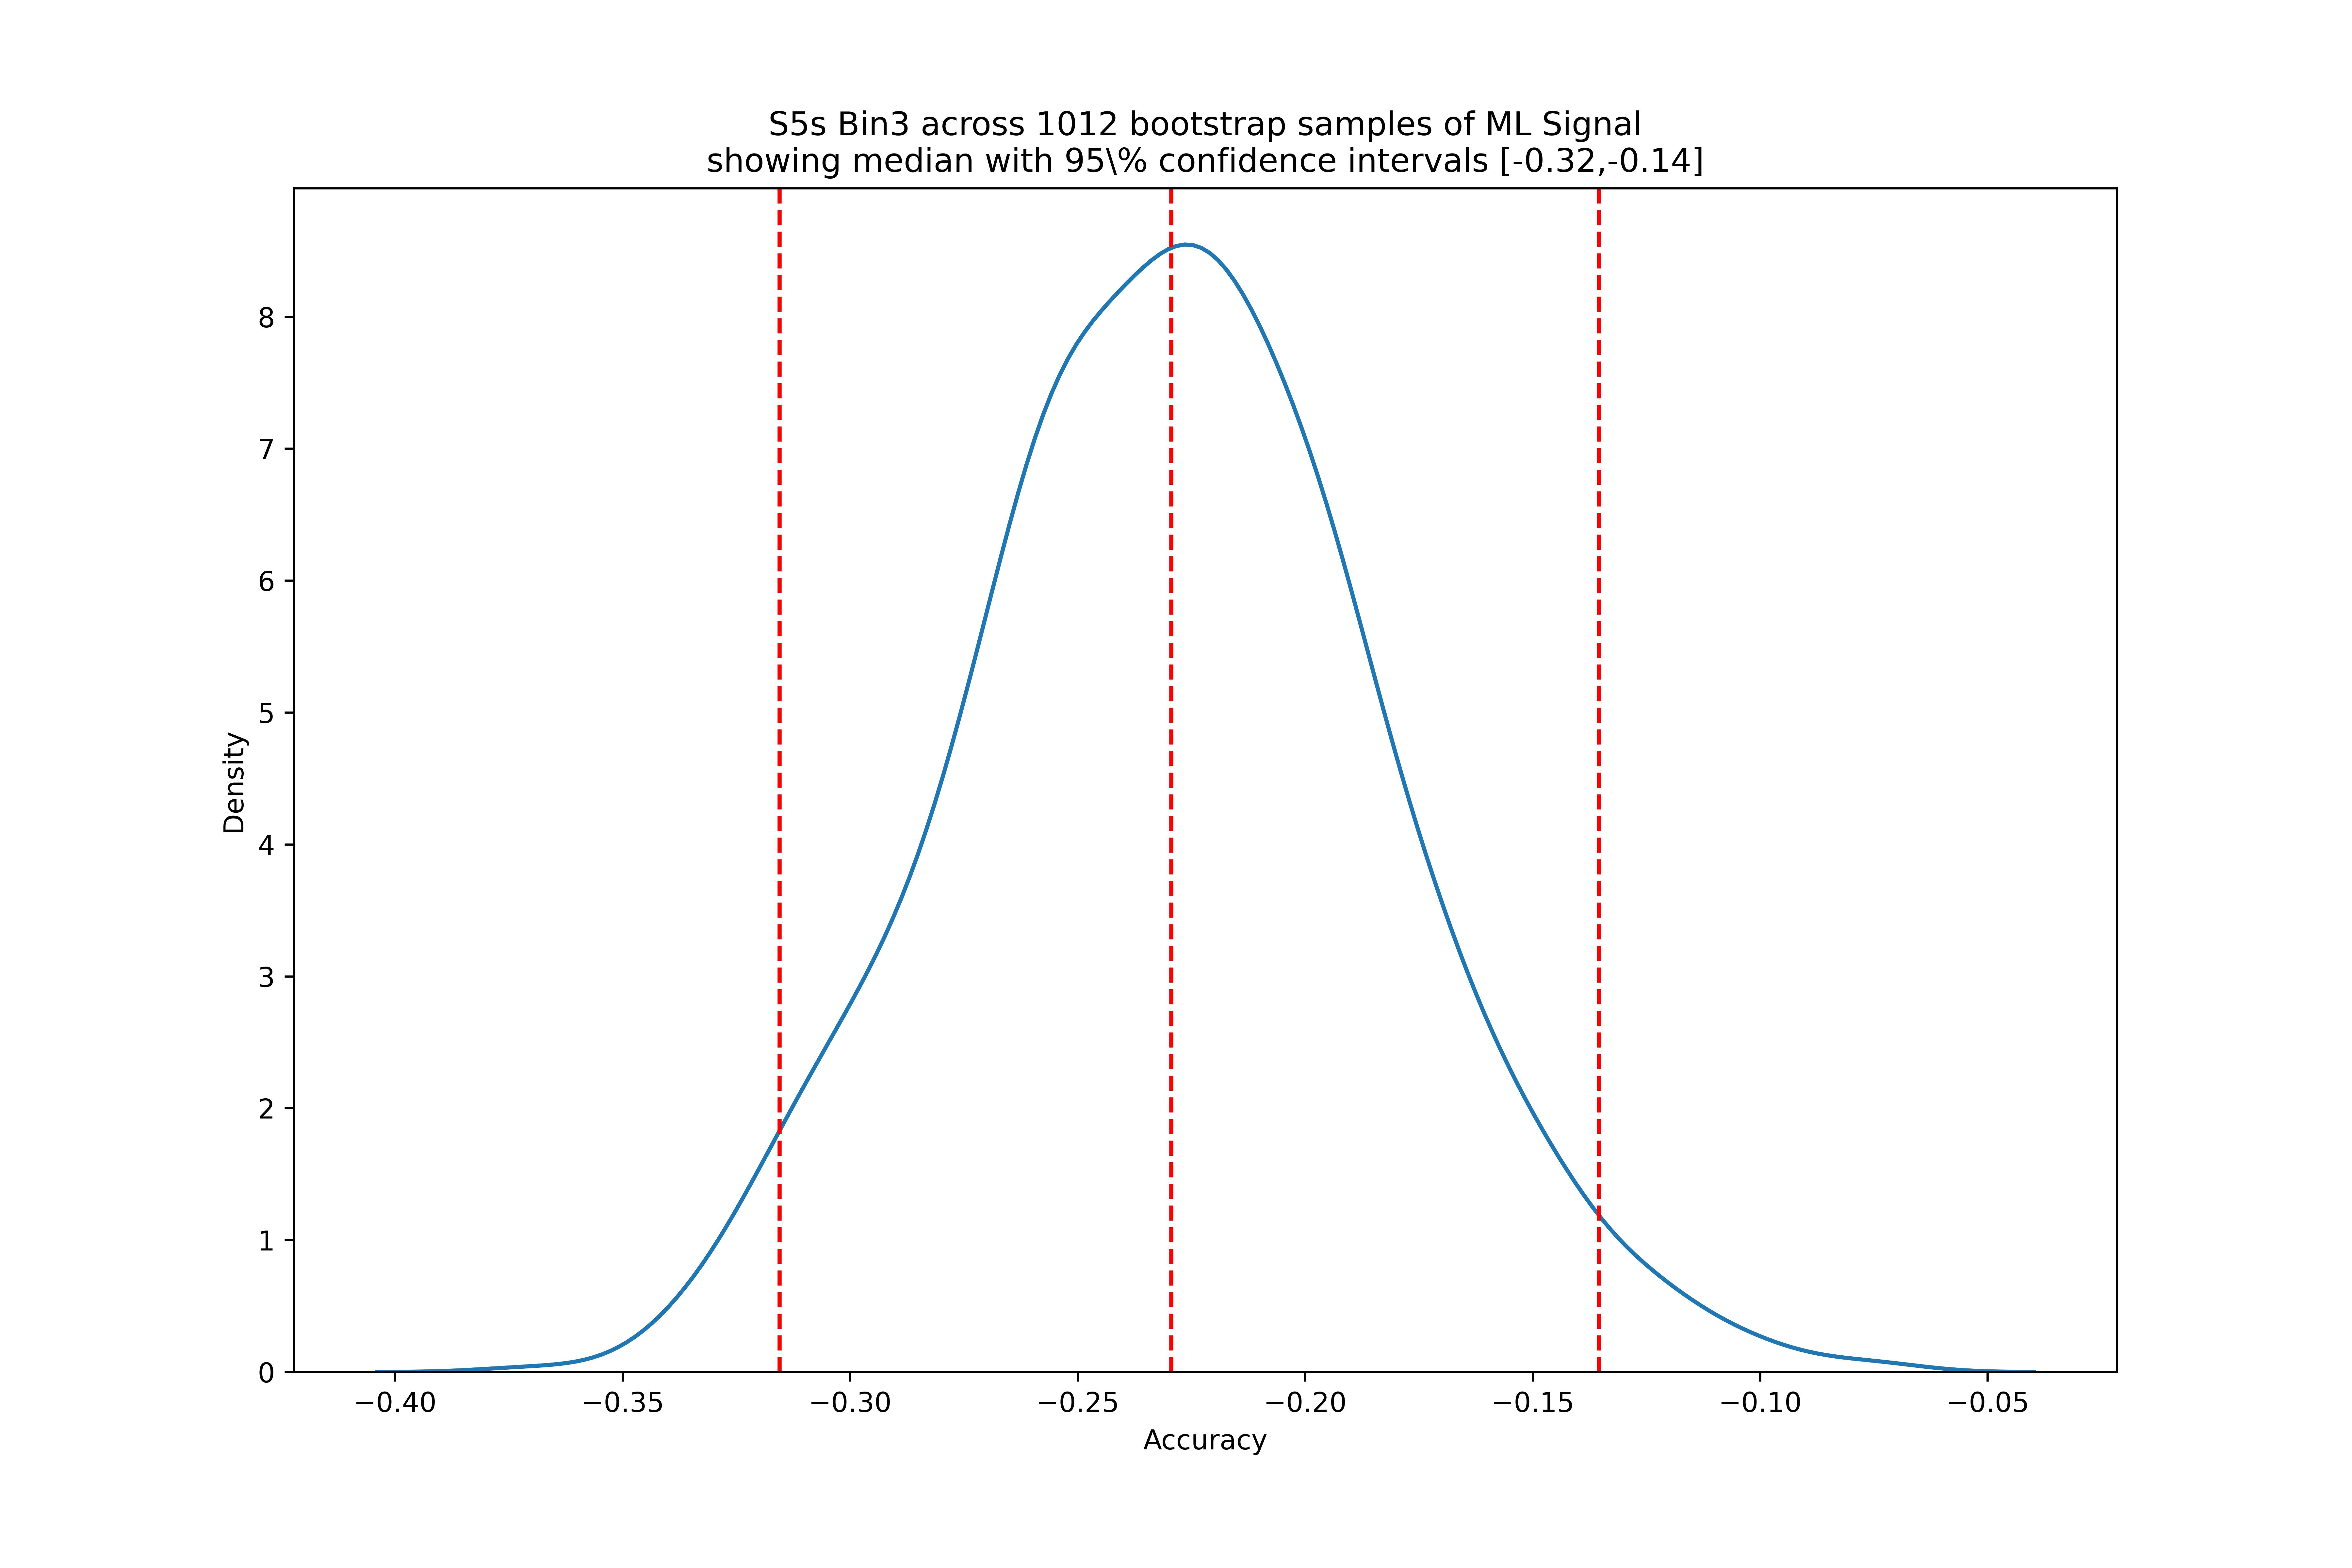 S5s Bin3 across 1012 bootstrap samples of ML Signal
showing median with 95\% confidence intervals [-0.32,-0.14]
8
7
6
5
4
3
2
1
0
Density
−0.40 −0.35 −0.30 −0.25 −0.20 −0.15 −0.10 −0.05
Accuracy